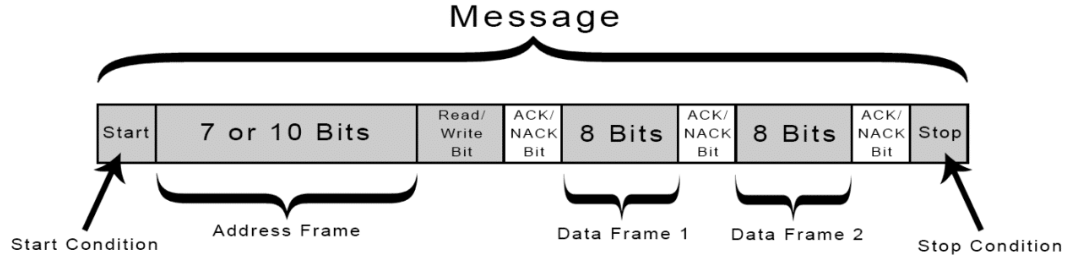 Message
Start
7 or 10 Bits
Read/
Write
Bit
ACK/
NACK
Bit
8 Bits
ACK/
NACK
Bit
8 Bits
ACK/
NACK
Bit
Stop
Start Condition
Address Frame
Data Frame 1
Data Frame 2
Stop Condition